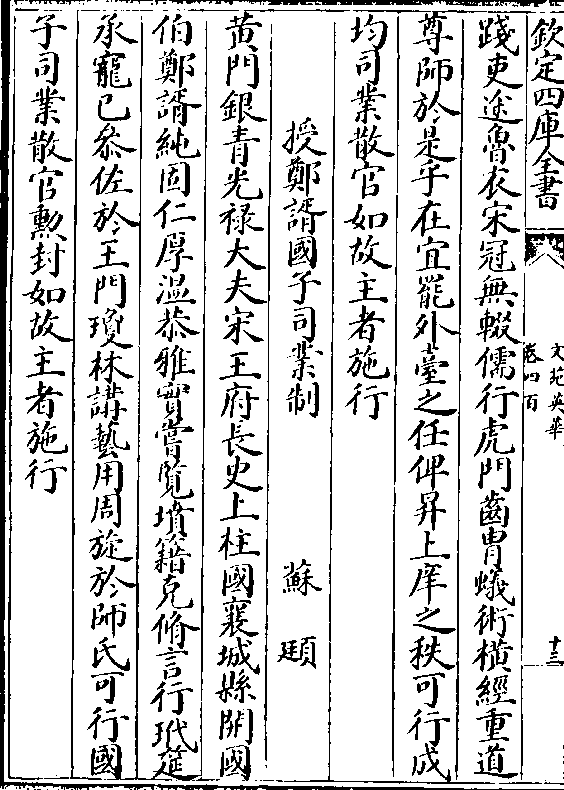 欽定四庫全書
文苑英華
卷四百
十三
踐吏途魯衣宋冠無輟儒行虎門齒胄蟻術橫經重道
尊師於是乎在宜罷外臺之任俾昇上庠之秩可行成
均司業散官如故主者施行
授鄭諝國子司業制 蘇頲
黄門銀青光禄大夫宋王府長史上柱國襄城縣開國
伯鄭諝純固仁厚温恭雅實嘗覧墳籍克脩言行玳筵
承寵已叅佐於王門瓊林講藝用周旋於師氏可行國
子司業散官勲封如故主者施行